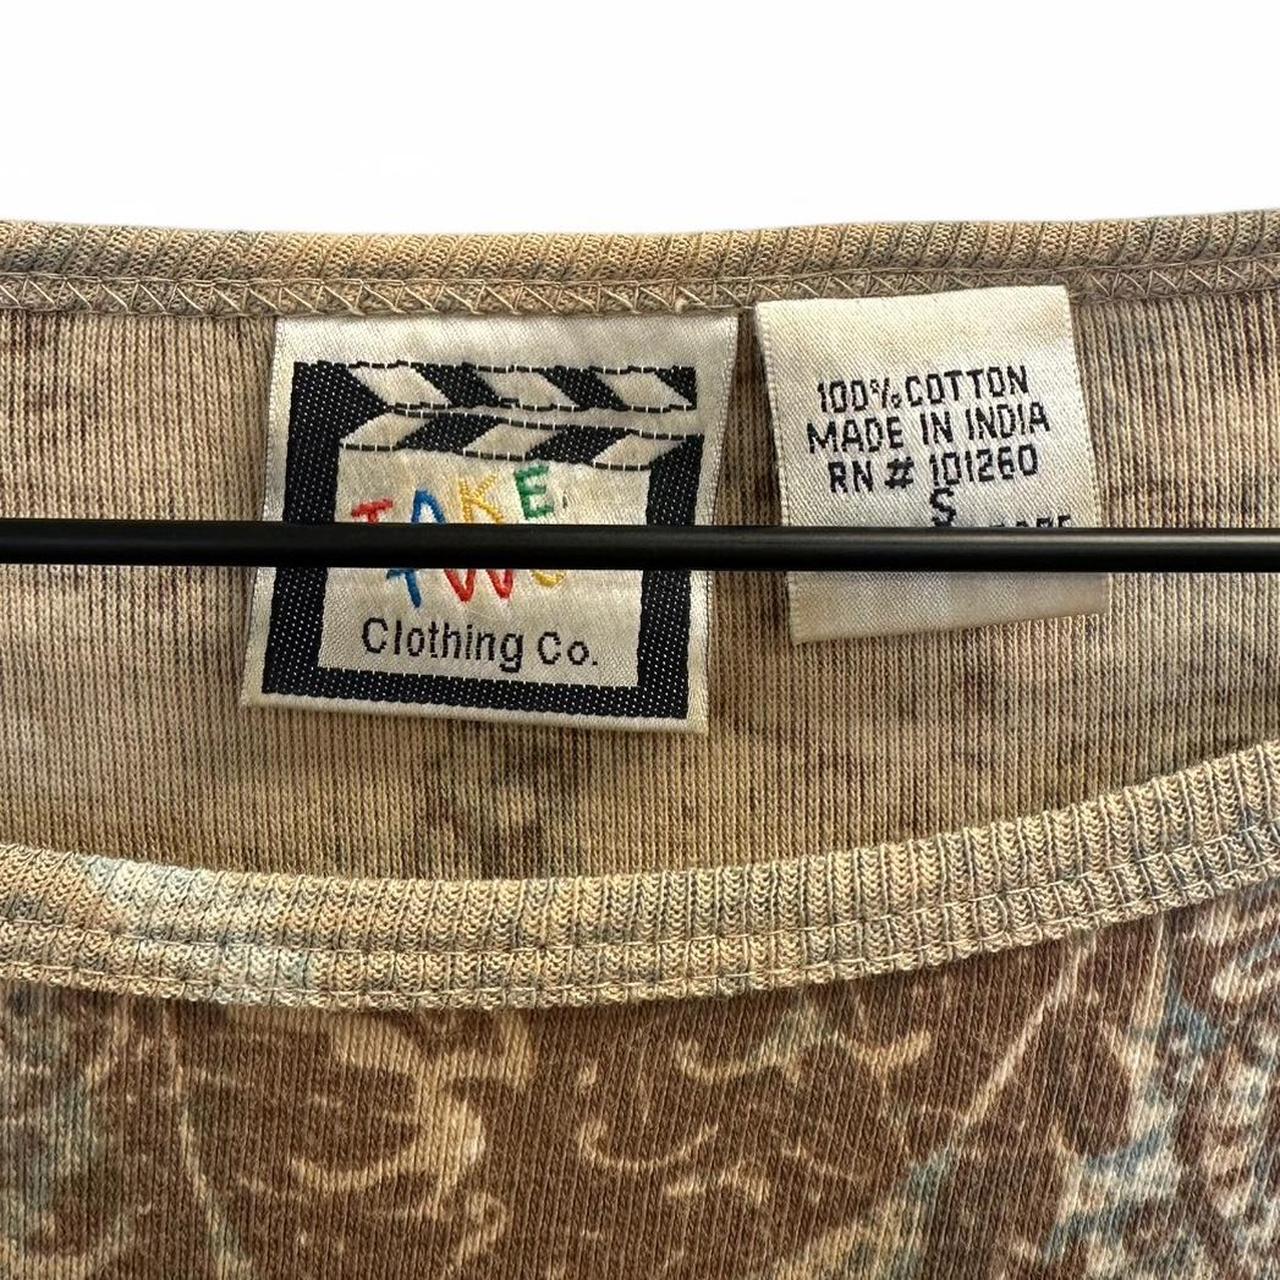 TAKE
TWO
Clothing Co.
100% COTTON
MADE IN INDIA
RN # 101260
S